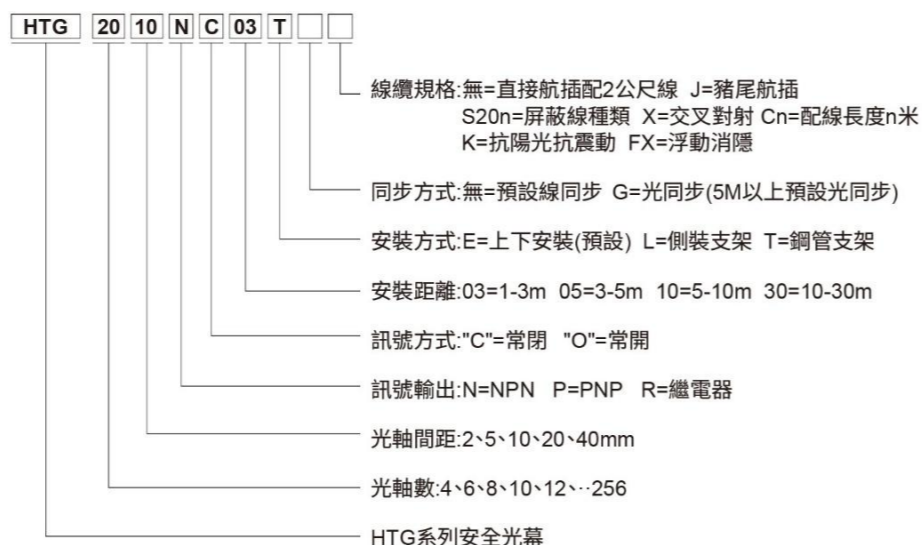 HTG 20 10 N C 03 T
線纜規格:無=直接航插配2公尺線 J=豬尾航插
S20n=屏蔽線種類 X=交叉對射 Cn=配線長度n米
K=抗陽光抗震動 FX=浮動消隱
同步方式:無=預設線同步 G=光同步(5M以上預設光同步)
安裝方式:E=上下安裝(預設) L=側裝支架 T=鋼管支架
安裝距離:03=1-3m 05=3-5m 10=5-10m 30=10-30m
訊號方式:"C"=常閉 "O"=常開
訊號輸出:N=NPN P=PNP R=繼電器
光軸間距:2、5、10、20、40mm
光軸數:4、6、8、10、12、…256
HTG系列安全光幕